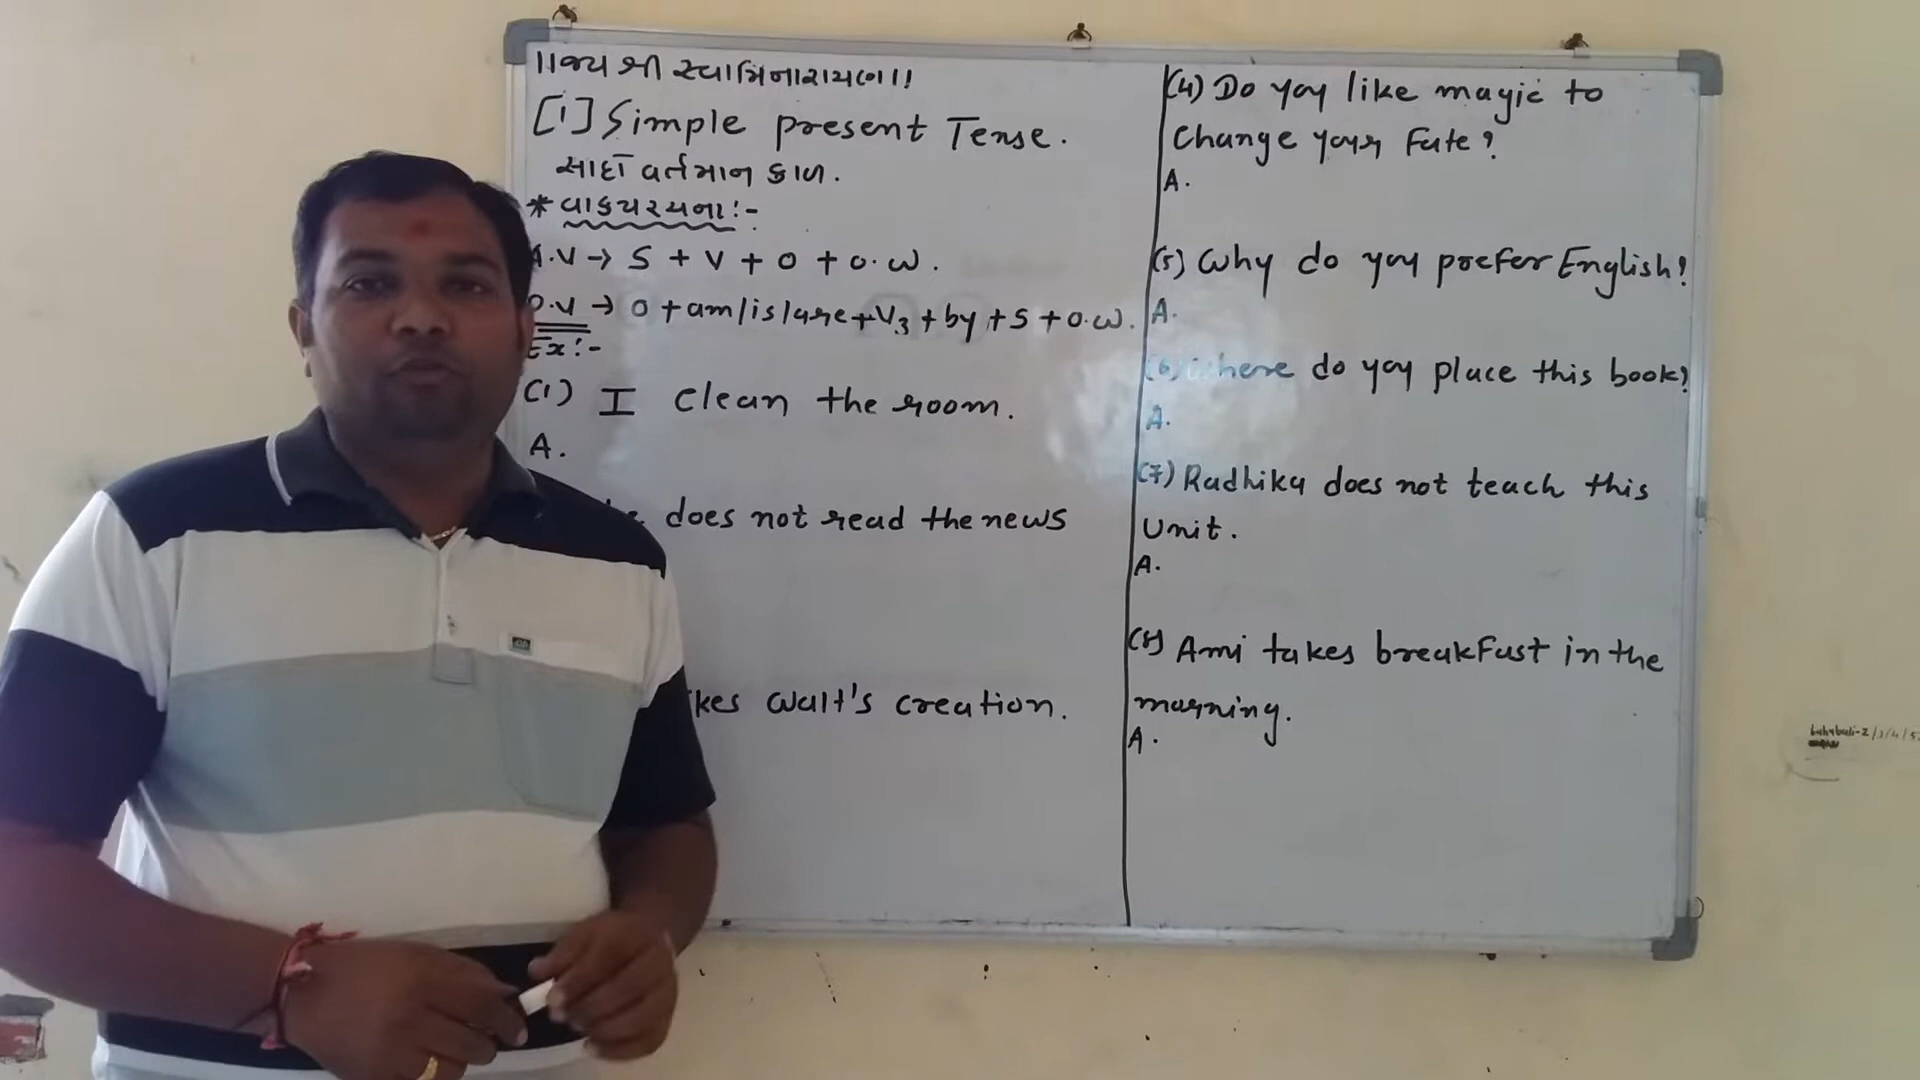 ॥જય શ્રી સ્વામિનારાયણ॥
[1] Simple present Tense.
સાદો વર્તમાન કાળ.
* વાક્યરચના:-
A.V → S + V + O + O.W.
P.V → O + am/is/are + V3 + by + S + O.W.
Ex:-
(1) I clean the room.
A.
does not read the news
kes Walt's creation.
(4) Do you like magic to
Change your Fate?
A.
(5) Why do you prefer English?
A.
(6) Where do you place this book?
A.
(7) Radhika does not teach this
Unit.
A.
(8) Ami takes breakfast in the
morning.
A.